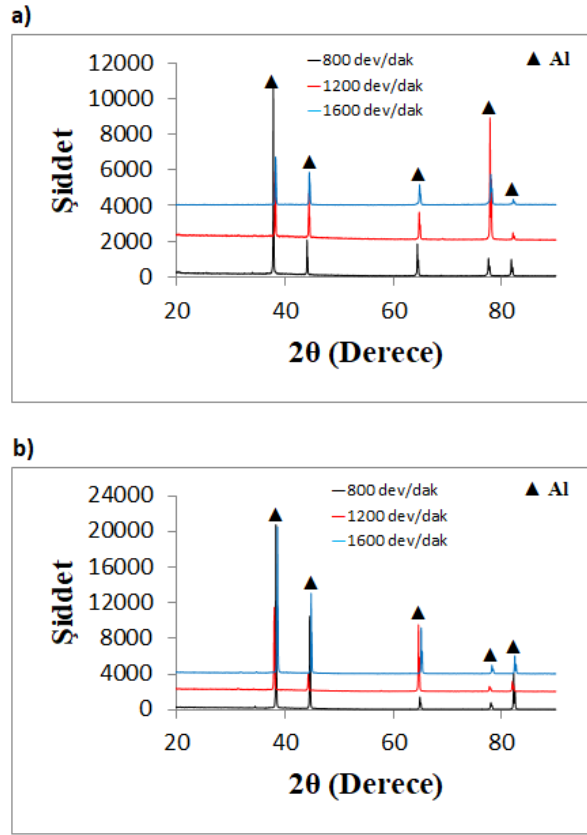 a)
12000
10000
8000
6000
4000
2000
0
Şiddet
800 dev/dak
1200 dev/dak
1600 dev/dak
▲ Al
20 40 60 80
2θ (Derece)
b)
24000
20000
16000
12000
8000
4000
0
Şiddet
800 dev/dak
1200 dev/dak
1600 dev/dak
▲ Al
20 40 60 80
2θ (Derece)